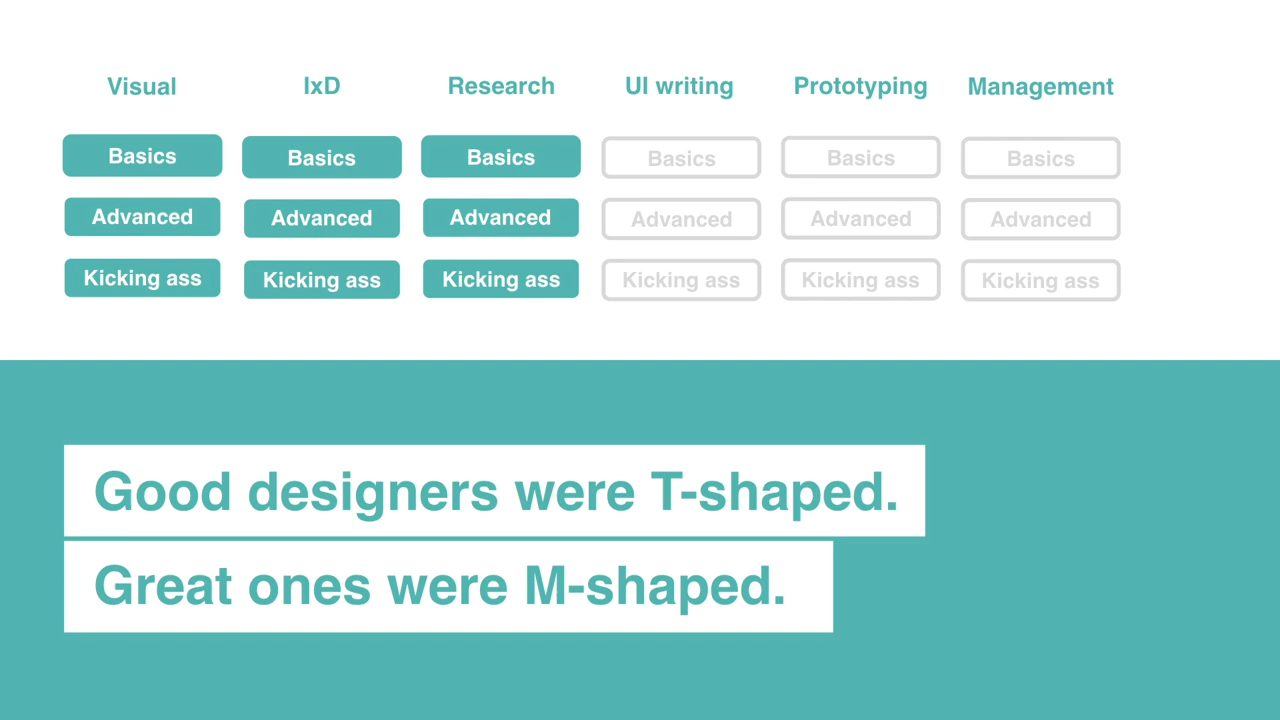 Visual IxD Research UI writing Prototyping Management
Basics Basics Basics Basics Basics Basics
Advanced Advanced Advanced Advanced Advanced Advanced
Kicking ass Kicking ass Kicking ass Kicking ass Kicking ass Kicking ass
Good designers were T-shaped.
Great ones were M-shaped.